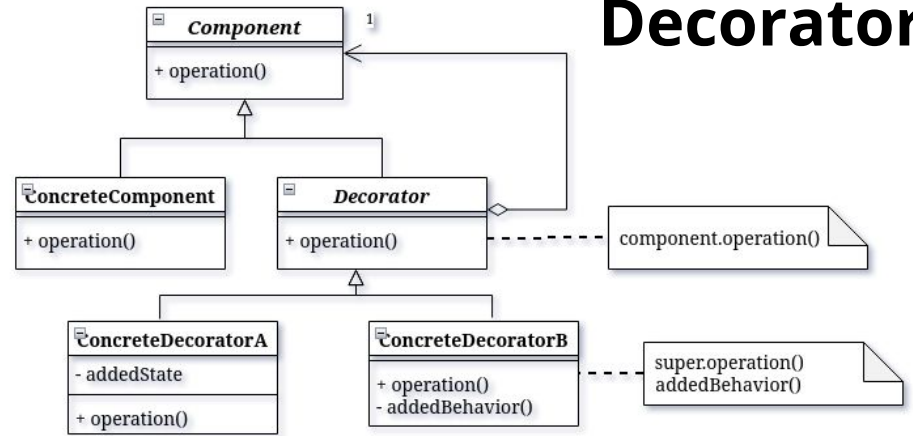 Decorator
Component
1
+ operation()
ConcreteComponent
+ operation()
Decorator
+ operation()
component.operation()
ConcreteDecoratorA
- addedState
+ operation()
ConcreteDecoratorB
+ operation()
- addedBehavior()
super.operation()
addedBehavior()